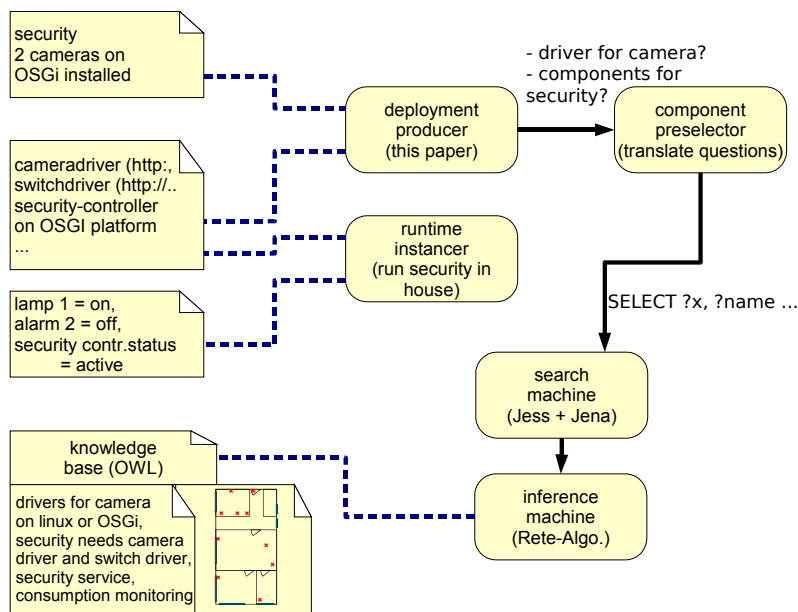 security
2 cameras on
OSGi installed
- driver for camera?
- components for
security?
deployment
producer
(this paper)
component
preselector
(translate questions)
cameradriver (http:,
switchdriver (http://..
security-controller
on OSGI platform
...
runtime
instancer
(run security in
house)
lamp 1 = on,
alarm 2 = off,
security contr.status
= active
SELECT ?x, ?name ...
search
machine
(Jess + Jena)
knowledge
base (OWL)
inference
machine
(Rete-Algo.)
drivers for camera
on linux or OSGi,
security needs camera
driver and switch driver,
security service,
consumption monitoring